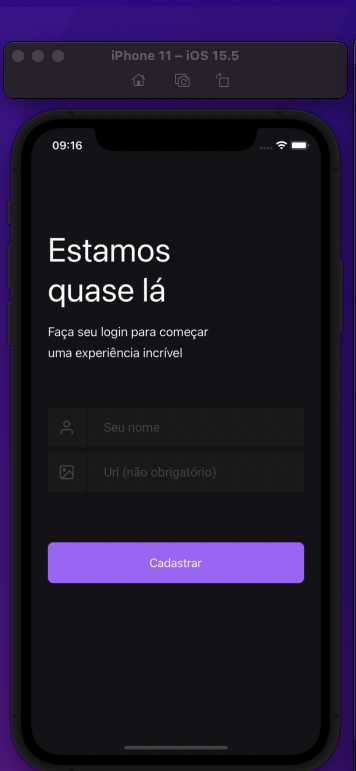 iPhone 11 – iOS 15.5
09:16
Estamos
quase lá
Faça seu login para começar
uma experiência incrível
Seu nome
Url (não obrigatório)
Cadastrar